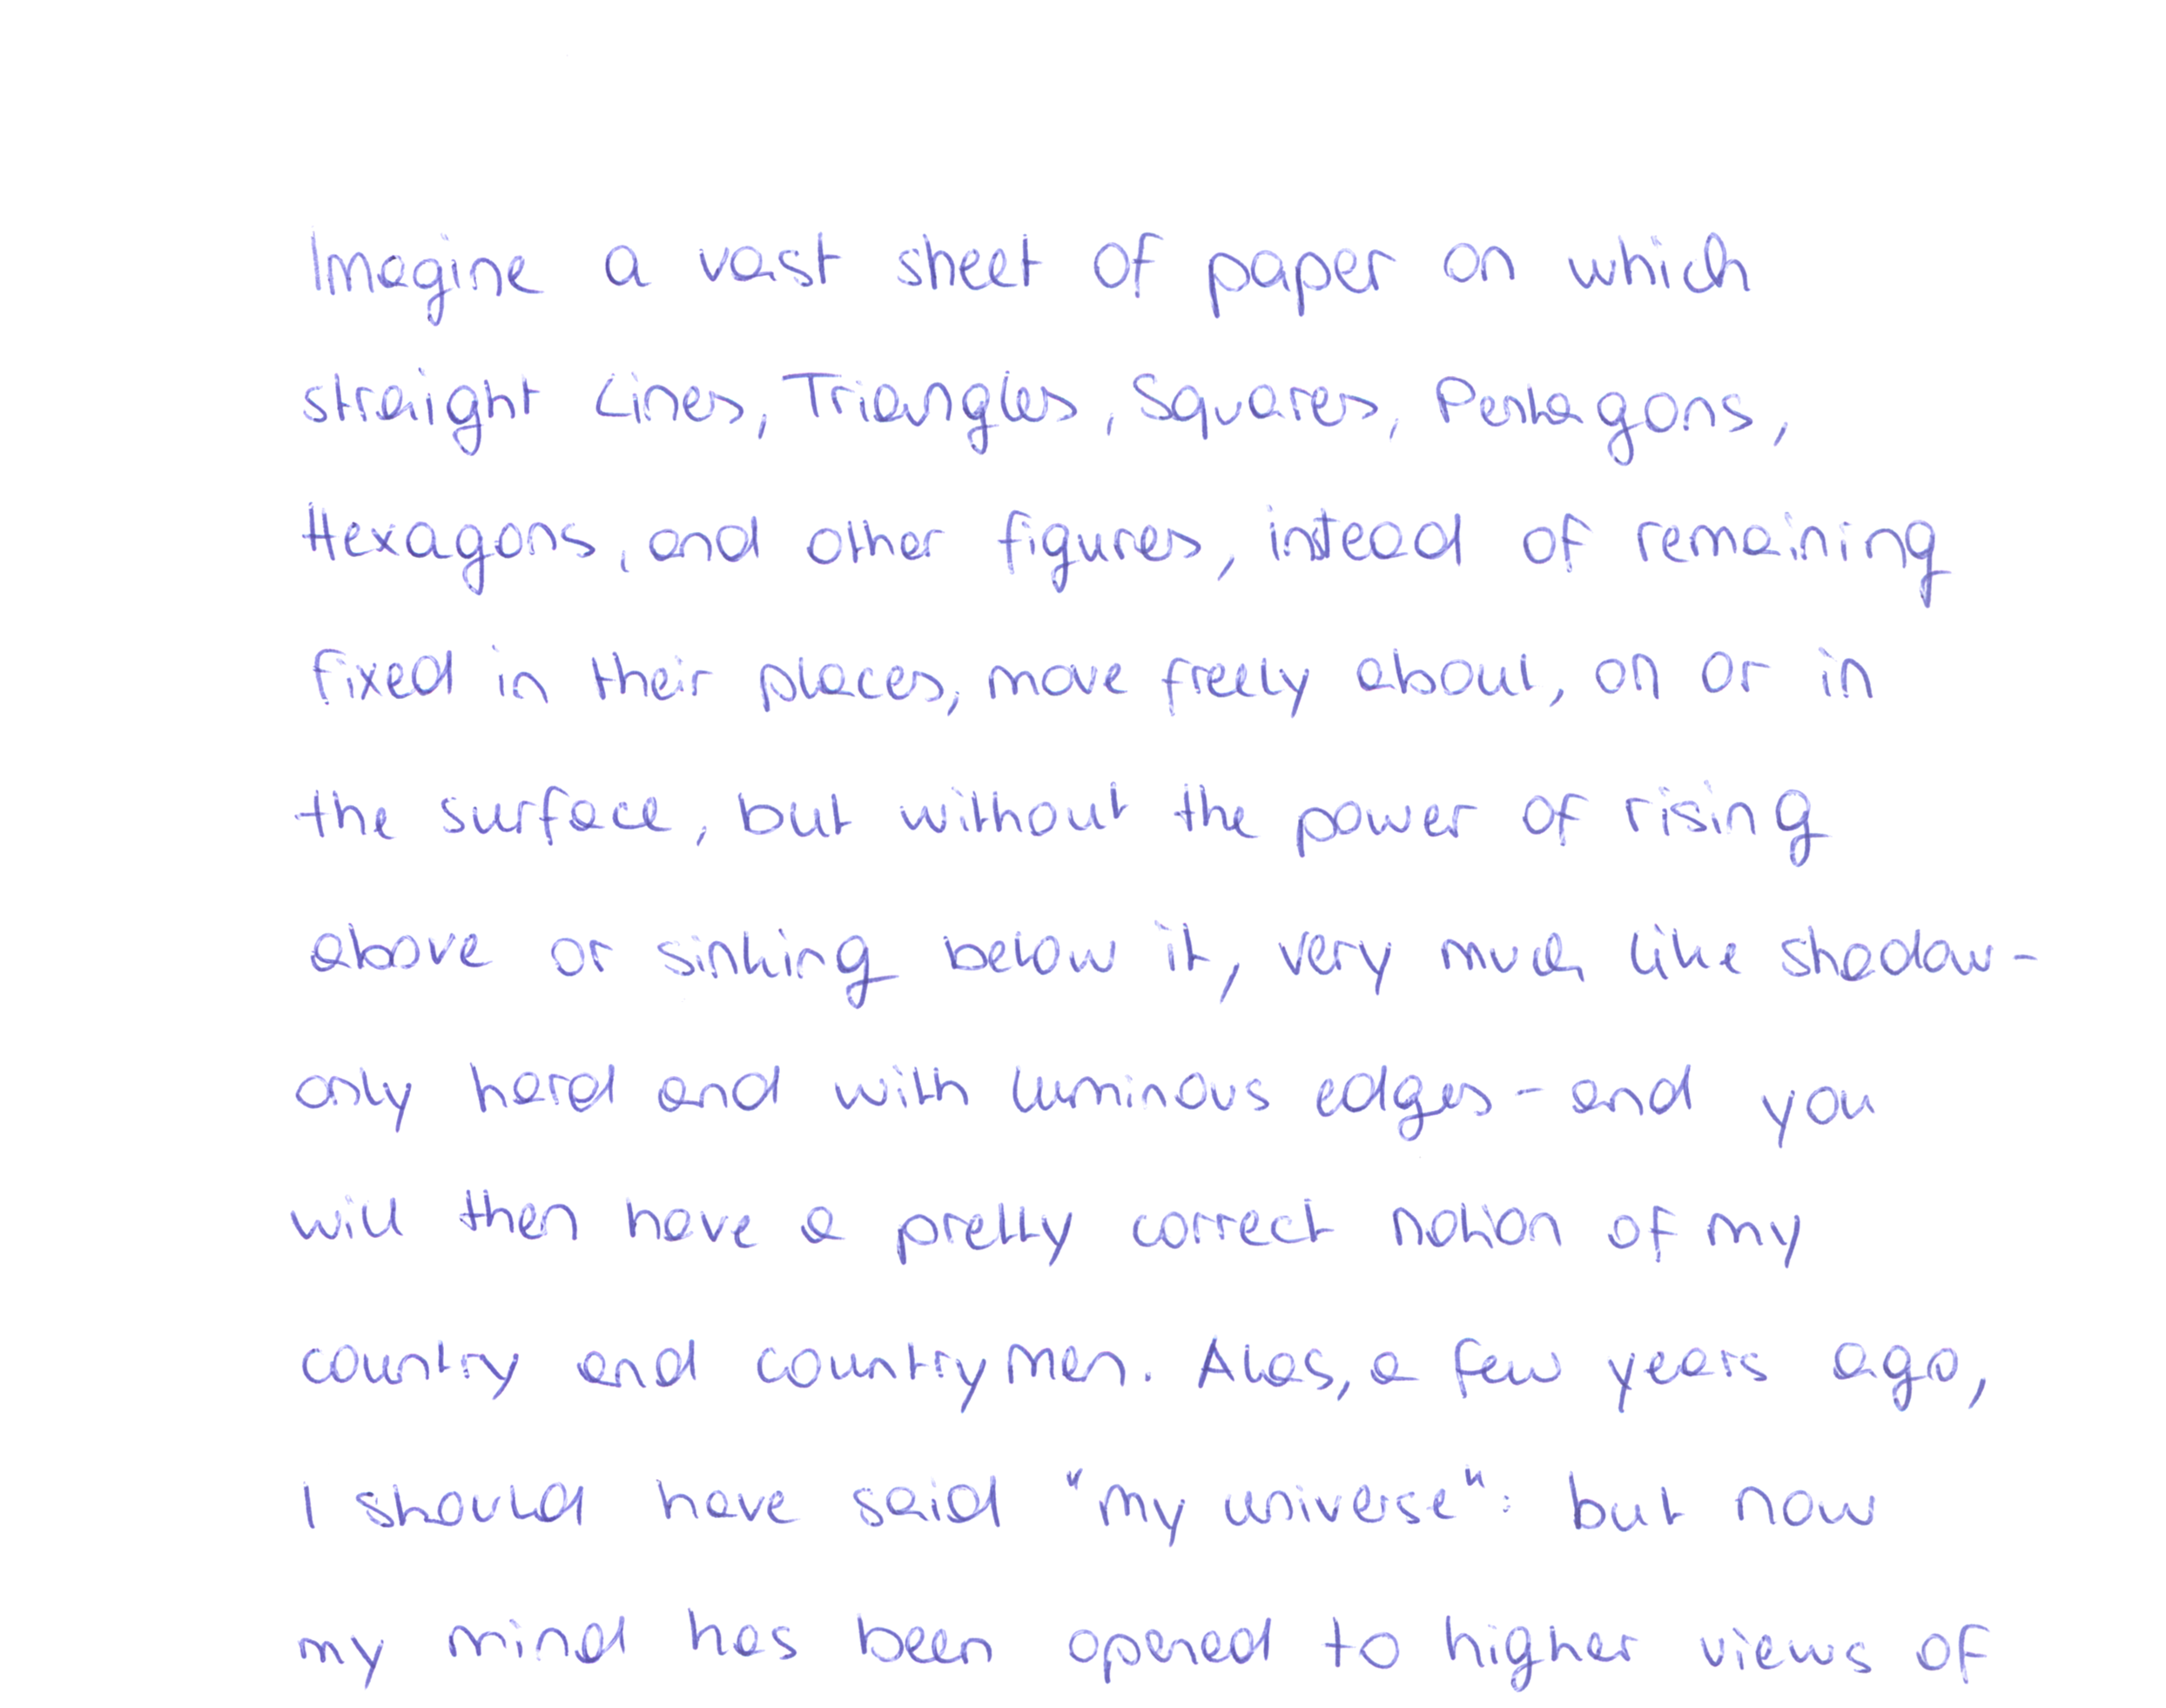 Imagine a vast sheet of paper on which
straight Lines, Triangles, Squares, Pentagons,
Hexagons, and other figures, instead of remaining
fixed in their places, move freely about, on or in
the surface, but without the power of rising
above or sinking below it, very much like shadow-
only hard and with luminous edges - and you
will then have a pretty correct notion of my
country and countrymen. Alas, a few years ago,
I should have said "my universe": but now
my mind has been opened to higher views of